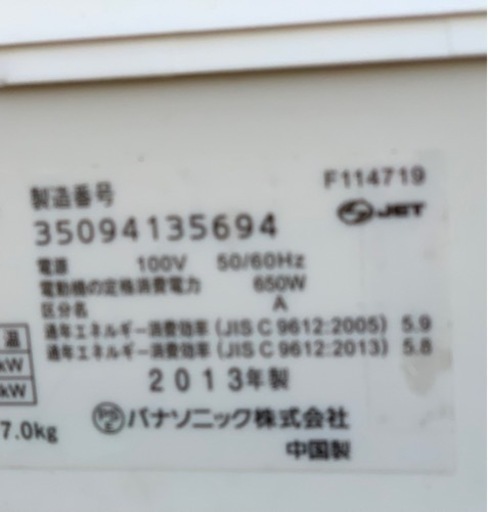 F114719
製造番号
JET
35094135694
電源 100V 50/60Hz
電動機の定格消費電力 650W
区分名 A
通年エネルギー消費効率 (JIS C 9612:2005) 5.9
通年エネルギー消費効率 (JIS C 9612:2013) 5.8
温
kW
kW
2013年製
7.0kg
パナソニック株式会社
中国製